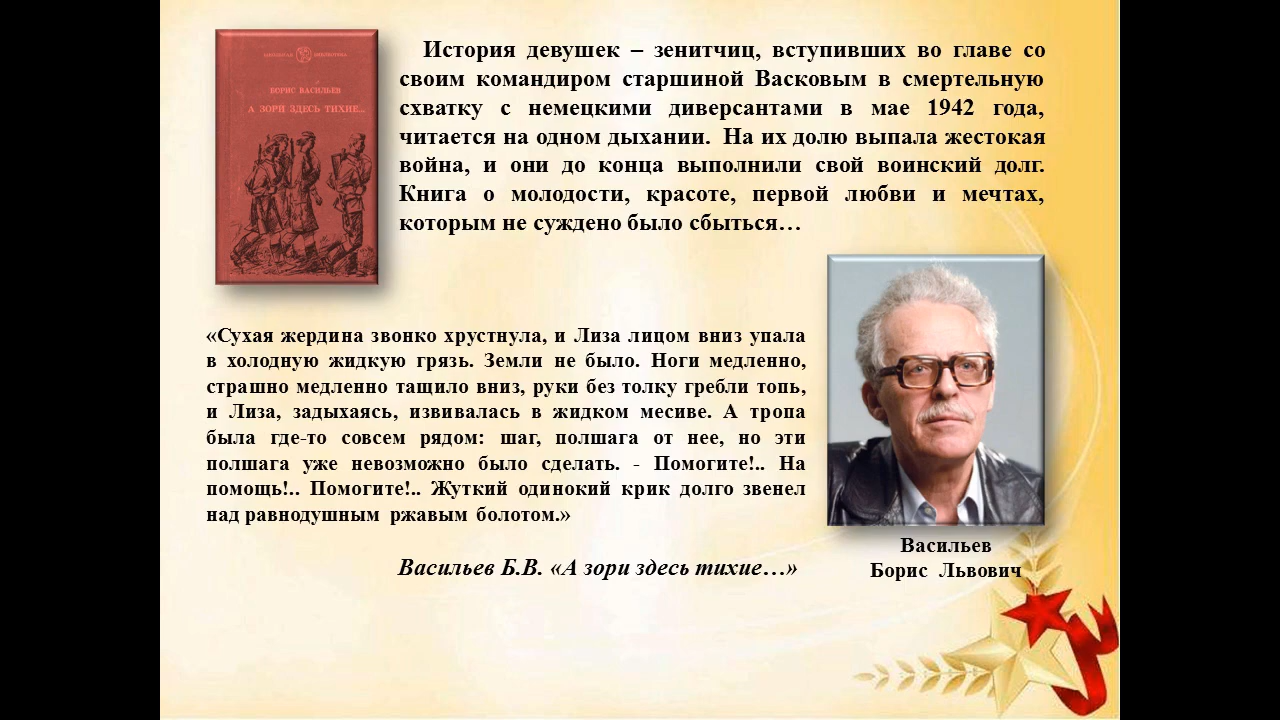 БОРИС ВАСИЛЬЕВ
А ЗОРИ ЗДЕСЬ ТИХИЕ...
История девушек – зенитчиц, вступивших во главе со
своим командиром старшиной Васковым в смертельную
схватку с немецкими диверсантами в мае 1942 года,
читается на одном дыхании. На их долю выпала жестокая
война, и они до конца выполнили свой воинский долг.
Книга о молодости, красоте, первой любви и мечтах,
которым не суждено было сбыться…
«Сухая жердина звонко хрустнула, и Лиза лицом вниз упала
в холодную жидкую грязь. Земли не было. Ноги медленно,
страшно медленно тащило вниз, руки без толку гребли топь,
и Лиза, задыхаясь, извивалась в жидком месиве. А тропа
была где-то совсем рядом: шаг, полшага от нее, но эти
полшага уже невозможно было сделать. - Помогите!.. На
помощь!.. Помогите!.. Жуткий одинокий крик долго звенел
над равнодушным ржавым болотом.»
Васильев Б.В. «А зори здесь тихие…»
Васильев
Борис Львович